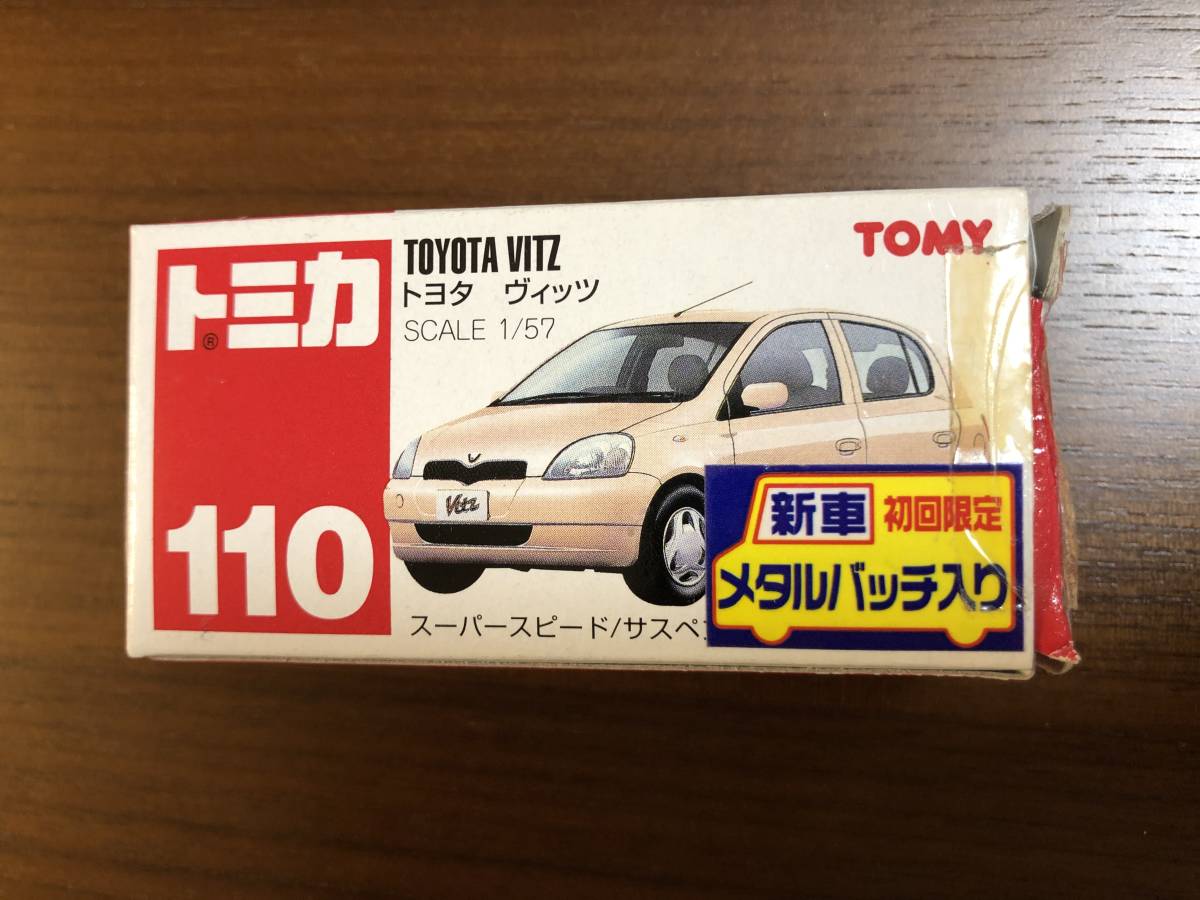 トミカ
®
110
TOYOTA VITZ
トヨタ ヴィッツ
SCALE 1/57
TOMY
Vitz
新車 初回限定
メタルバッチ入り
スーパースピード/サスペ